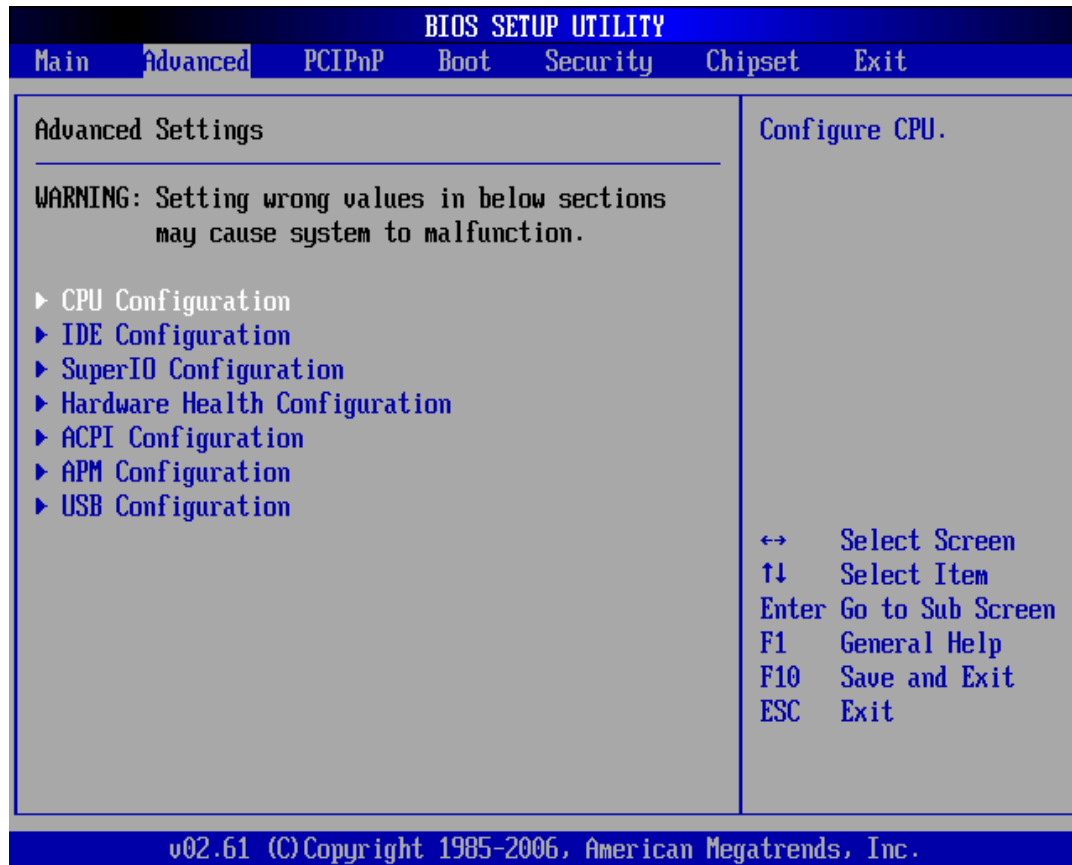 BIOS SETUP UTILITY
Main Advanced PCIPnP Boot Security Chipset Exit
Advanced Settings
WARNING: Setting wrong values in below sections
may cause system to malfunction.
▶ CPU Configuration
▶ IDE Configuration
▶ SuperIO Configuration
▶ Hardware Health Configuration
▶ ACPI Configuration
▶ APM Configuration
▶ USB Configuration
Configure CPU.
↔ Select Screen
↑↓ Select Item
Enter Go to Sub Screen
F1 General Help
F10 Save and Exit
ESC Exit
v02.61 (C)Copyright 1985-2006, American Megatrends, Inc.